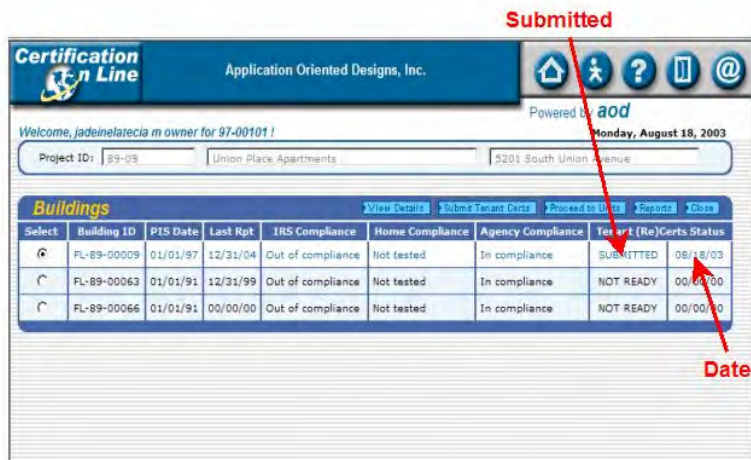 Submitted
Certification
On Line
Application Oriented Designs, Inc.
Powered by aod
Welcome, jadeinelatecia m owner for 97-00101 !
Monday, August 18, 2003
Project ID: 89-09 Union Place Apartments 5201 South Union Avenue
Buildings View Details Submit Tenant Certs Proceed to Units Reports Close
Select Building ID PIS Date Last Rpt IRS Compliance Home Compliance Agency Compliance Tenant (Re)Certs Status
FL-89-00009 01/01/97 12/31/04 Out of compliance Not tested In compliance SUBMITTED 08/18/03
FL-89-00063 01/01/91 12/31/99 Out of compliance Not tested In compliance NOT READY 00/00/00
FL-89-00066 01/01/91 00/00/00 Out of compliance Not tested In compliance NOT READY 00/00/00
Date